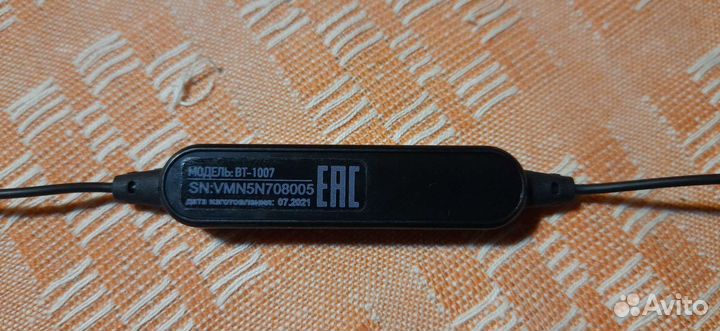 МОДЕЛЬ: BT-1007
SN:VMN5N708005
дата изготовления: 07.2021
EAC
Avito